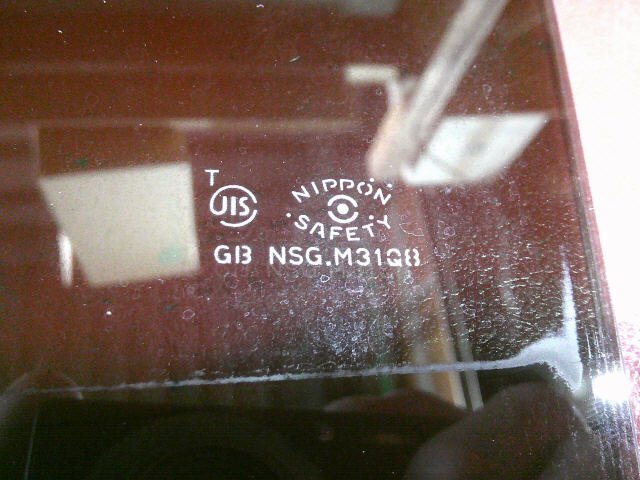 T
JIS
NIPPON
SAFETY
GB NSG.M31Q8